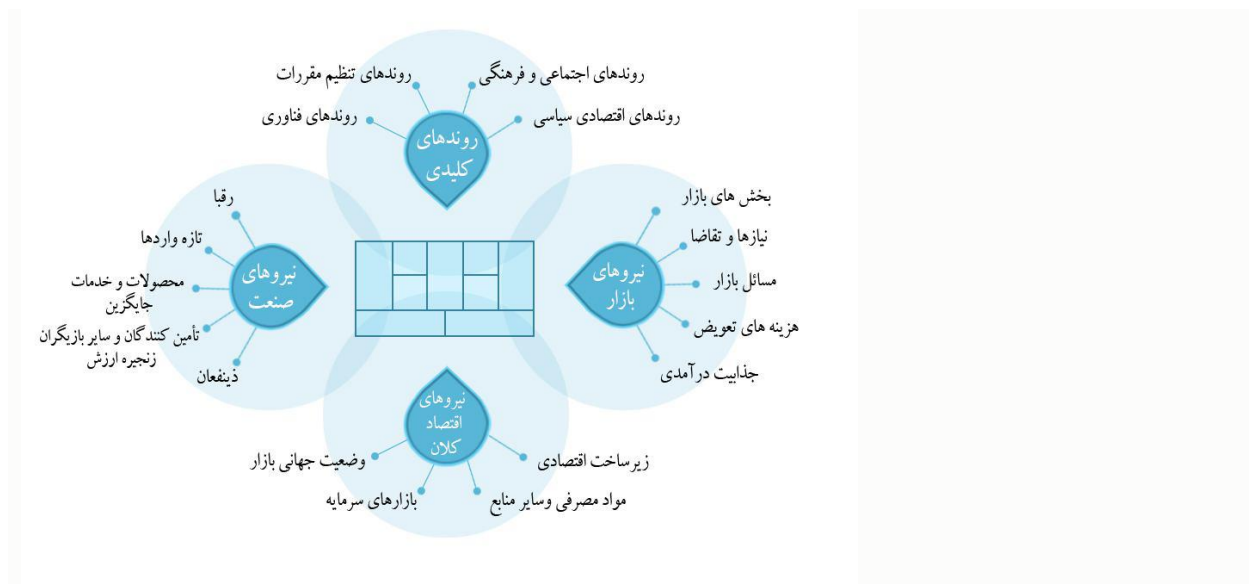 روندهای تنظیم مقررات
روندهای اجتماعی و فرهنگی
روندهای فناوری
روندهای اقتصادی سیاسی
روندهای
کلیدی
بخش های بازار
نیازها و تقاضا
مسائل بازار
هزینه های تعویض
جذابیت درآمدی
نیروهای
بازار
رقبا
تازه واردها
محصولات و خدمات
جایگزین
تأمین کنندگان و سایر بازیگران
زنجیره ارزش
ذینفعان
نیروهای
صنعت
نیروهای
اقتصاد
کلان
وضعیت جهانی بازار
زیرساخت اقتصادی
بازارهای سرمایه
مواد مصرفی وسایر منابع